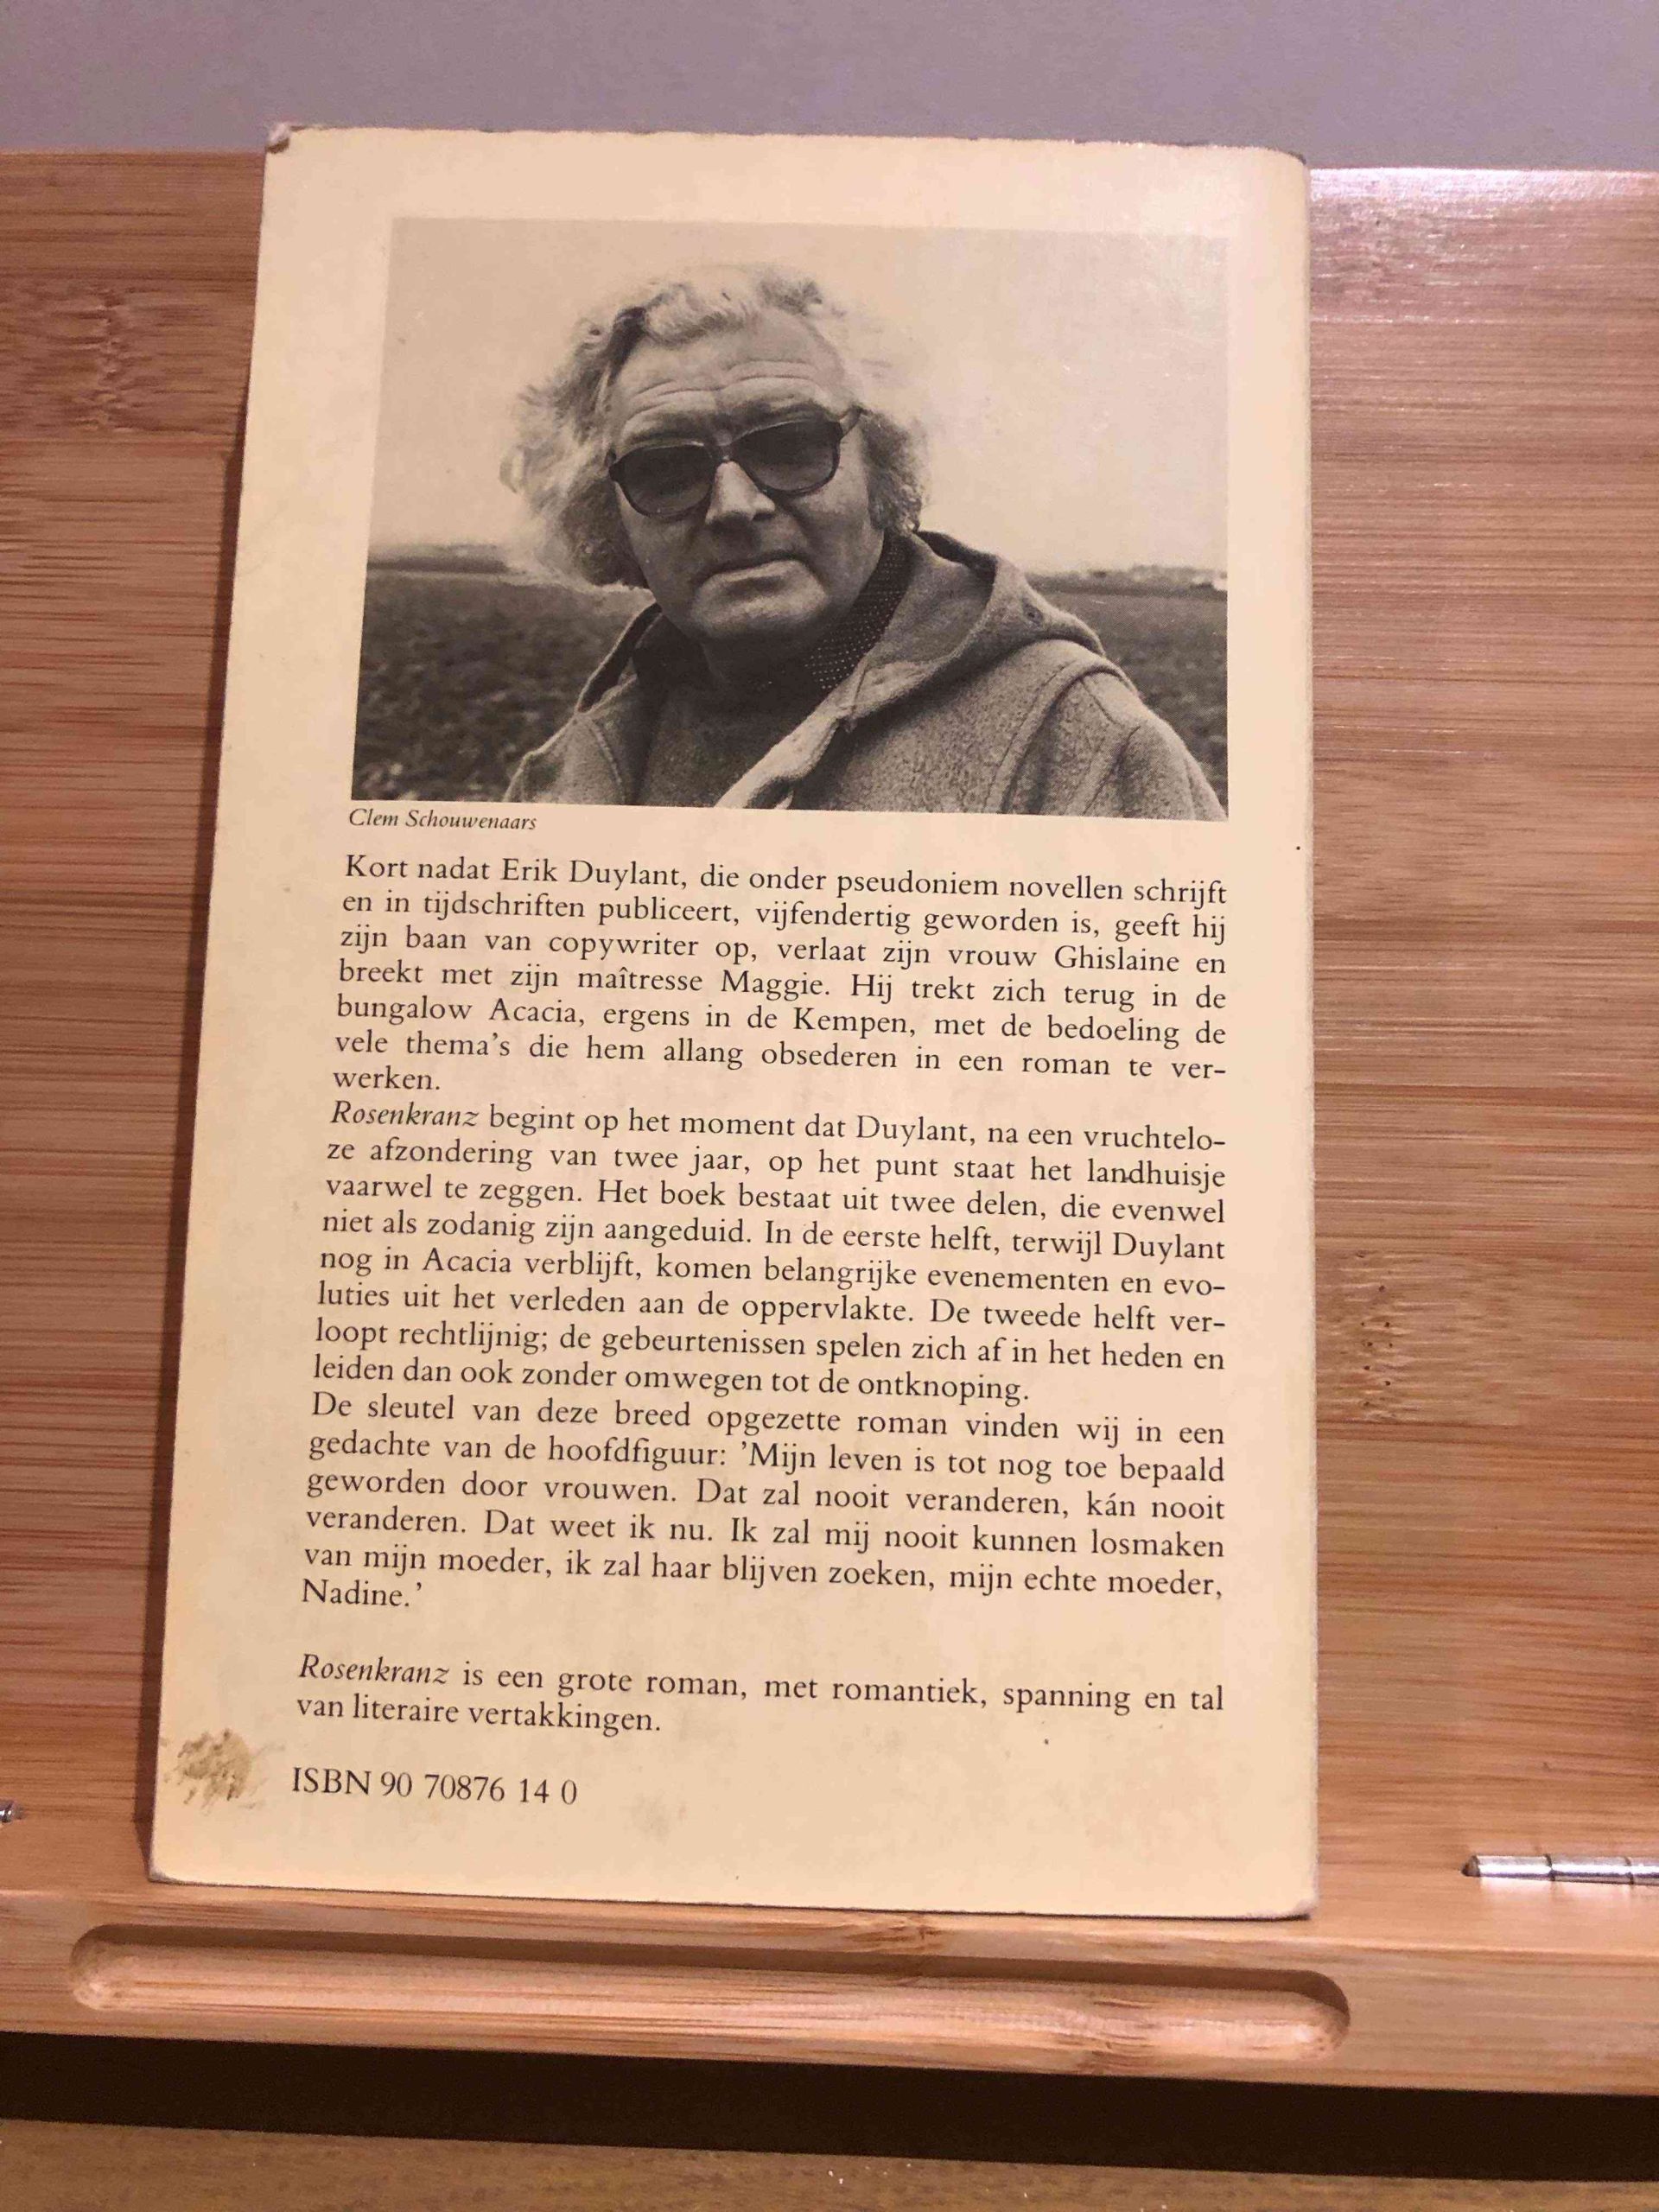 Clem Schouwenaars
Kort nadat Erik Duylant, die onder pseudoniem novellen schrijft
en in tijdschriften publiceert, vijfendertig geworden is, geeft hij
zijn baan van copywriter op, verlaat zijn vrouw Ghislaine en
breekt met zijn maîtresse Maggie. Hij trekt zich terug in de
bungalow Acacia, ergens in de Kempen, met de bedoeling de
vele thema's die hem allang obsederen in een roman te ver-
werken.
Rosenkranz begint op het moment dat Duylant, na een vruchtelo-
ze afzondering van twee jaar, op het punt staat het landhuisje
vaarwel te zeggen. Het boek bestaat uit twee delen, die evenwel
niet als zodanig zijn aangeduid. In de eerste helft, terwijl Duylant
nog in Acacia verblijft, komen belangrijke evenementen en evo-
luties uit het verleden aan de oppervlakte. De tweede helft ver-
loopt rechtlijnig; de gebeurtenissen spelen zich af in het heden en
leiden dan ook zonder omwegen tot de ontknoping.
De sleutel van deze breed opgezette roman vinden wij in een
gedachte van de hoofdfiguur: 'Mijn leven is tot nog toe bepaald
geworden door vrouwen. Dat zal nooit veranderen, kán nooit
veranderen. Dat weet ik nu. Ik zal mij nooit kunnen losmaken
van mijn moeder, ik zal haar blijven zoeken, mijn echte moeder,
Nadine.'
Rosenkranz is een grote roman, met romantiek, spanning en tal
van literaire vertakkingen.
ISBN 90 70876 14 0